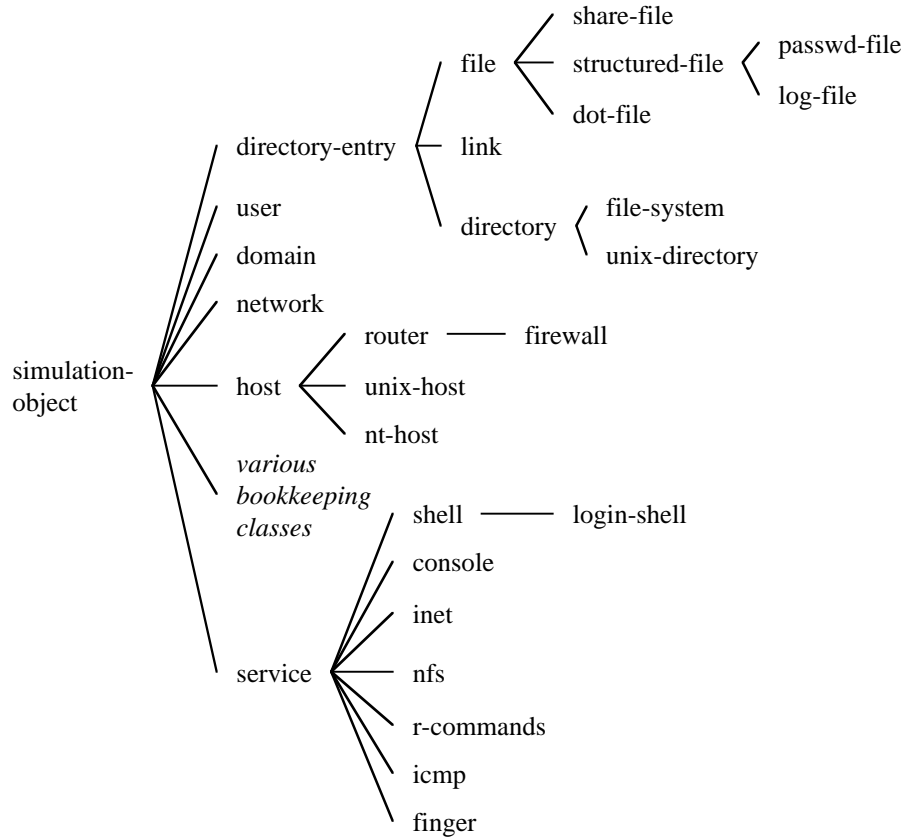 share-file
passwd-file
file
structured-file
log-file
dot-file
directory-entry
link
user
file-system
directory
domain
unix-directory
network
router
firewall
simulation-
object
host
unix-host
nt-host
various
bookkeeping
classes
shell
login-shell
console
inet
service
nfs
r-commands
icmp
finger